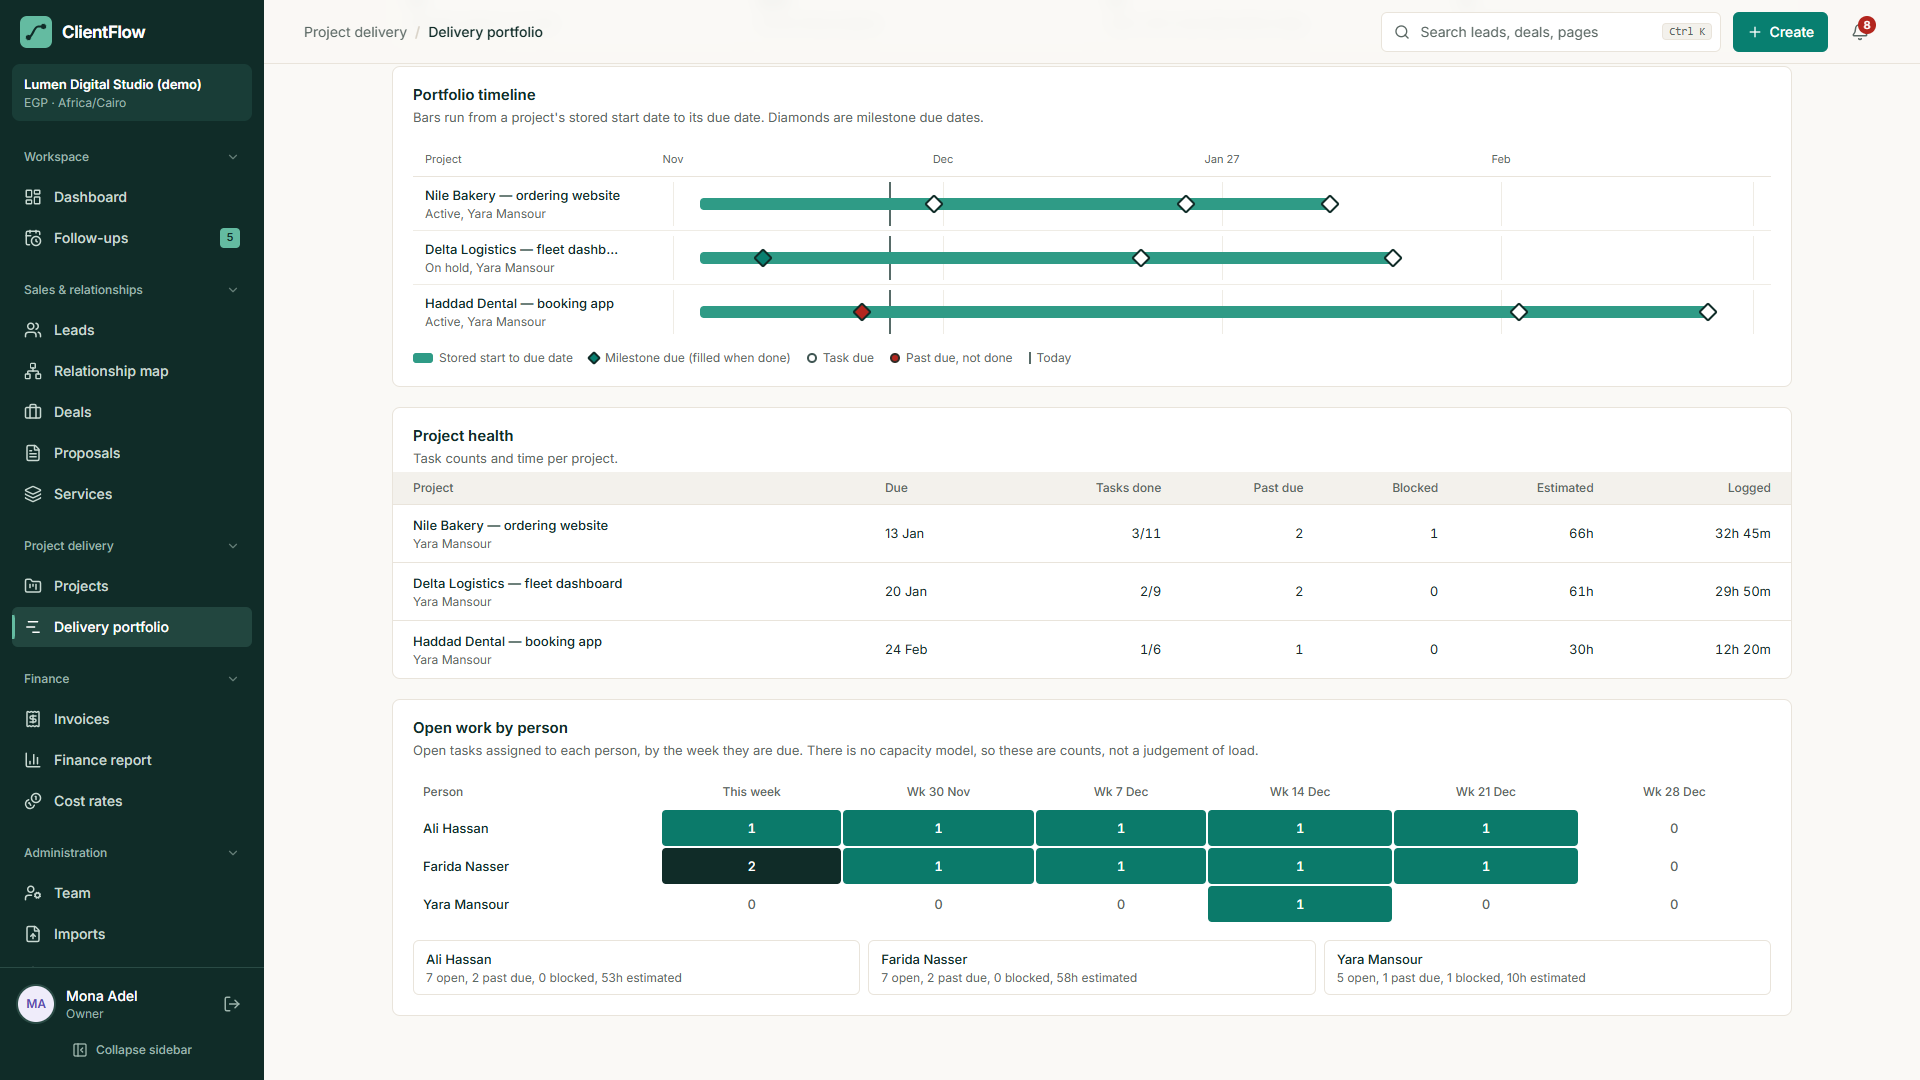 ClientFlow
Lumen Digital Studio (demo)
EGP · Africa/Cairo
Workspace
Dashboard
Follow-ups 5
Sales & relationships
Leads
Relationship map
Deals
Proposals
Services
Project delivery
Projects
Delivery portfolio
Finance
Invoices
Finance report
Cost rates
Administration
Team
Imports
MA
Mona Adel
Owner
Collapse sidebar
Project delivery / Delivery portfolio
Search leads, deals, pages Ctrl K
+ Create
8
Portfolio timeline
Bars run from a project's stored start date to its due date. Diamonds are milestone due dates.
Project Nov Dec Jan 27 Feb
Nile Bakery — ordering website
Active, Yara Mansour
Delta Logistics — fleet dashb...
On hold, Yara Mansour
Haddad Dental — booking app
Active, Yara Mansour
Stored start to due date Milestone due (filled when done) Task due Past due, not done Today
Project health
Task counts and time per project.
Project Due Tasks done Past due Blocked Estimated Logged
Nile Bakery — ordering website
Yara Mansour
13 Jan 3/11 2 1 66h 32h 45m
Delta Logistics — fleet dashboard
Yara Mansour
20 Jan 2/9 2 0 61h 29h 50m
Haddad Dental — booking app
Yara Mansour
24 Feb 1/6 1 0 30h 12h 20m
Open work by person
Open tasks assigned to each person, by the week they are due. There is no capacity model, so these are counts, not a judgement of load.
Person This week Wk 30 Nov Wk 7 Dec Wk 14 Dec Wk 21 Dec Wk 28 Dec
Ali Hassan 1 1 1 1 1 0
Farida Nasser 2 1 1 1 1 0
Yara Mansour 0 0 0 1 0 0
Ali Hassan
7 open, 2 past due, 0 blocked, 53h estimated
Farida Nasser
7 open, 2 past due, 0 blocked, 58h estimated
Yara Mansour
5 open, 1 past due, 1 blocked, 10h estimated